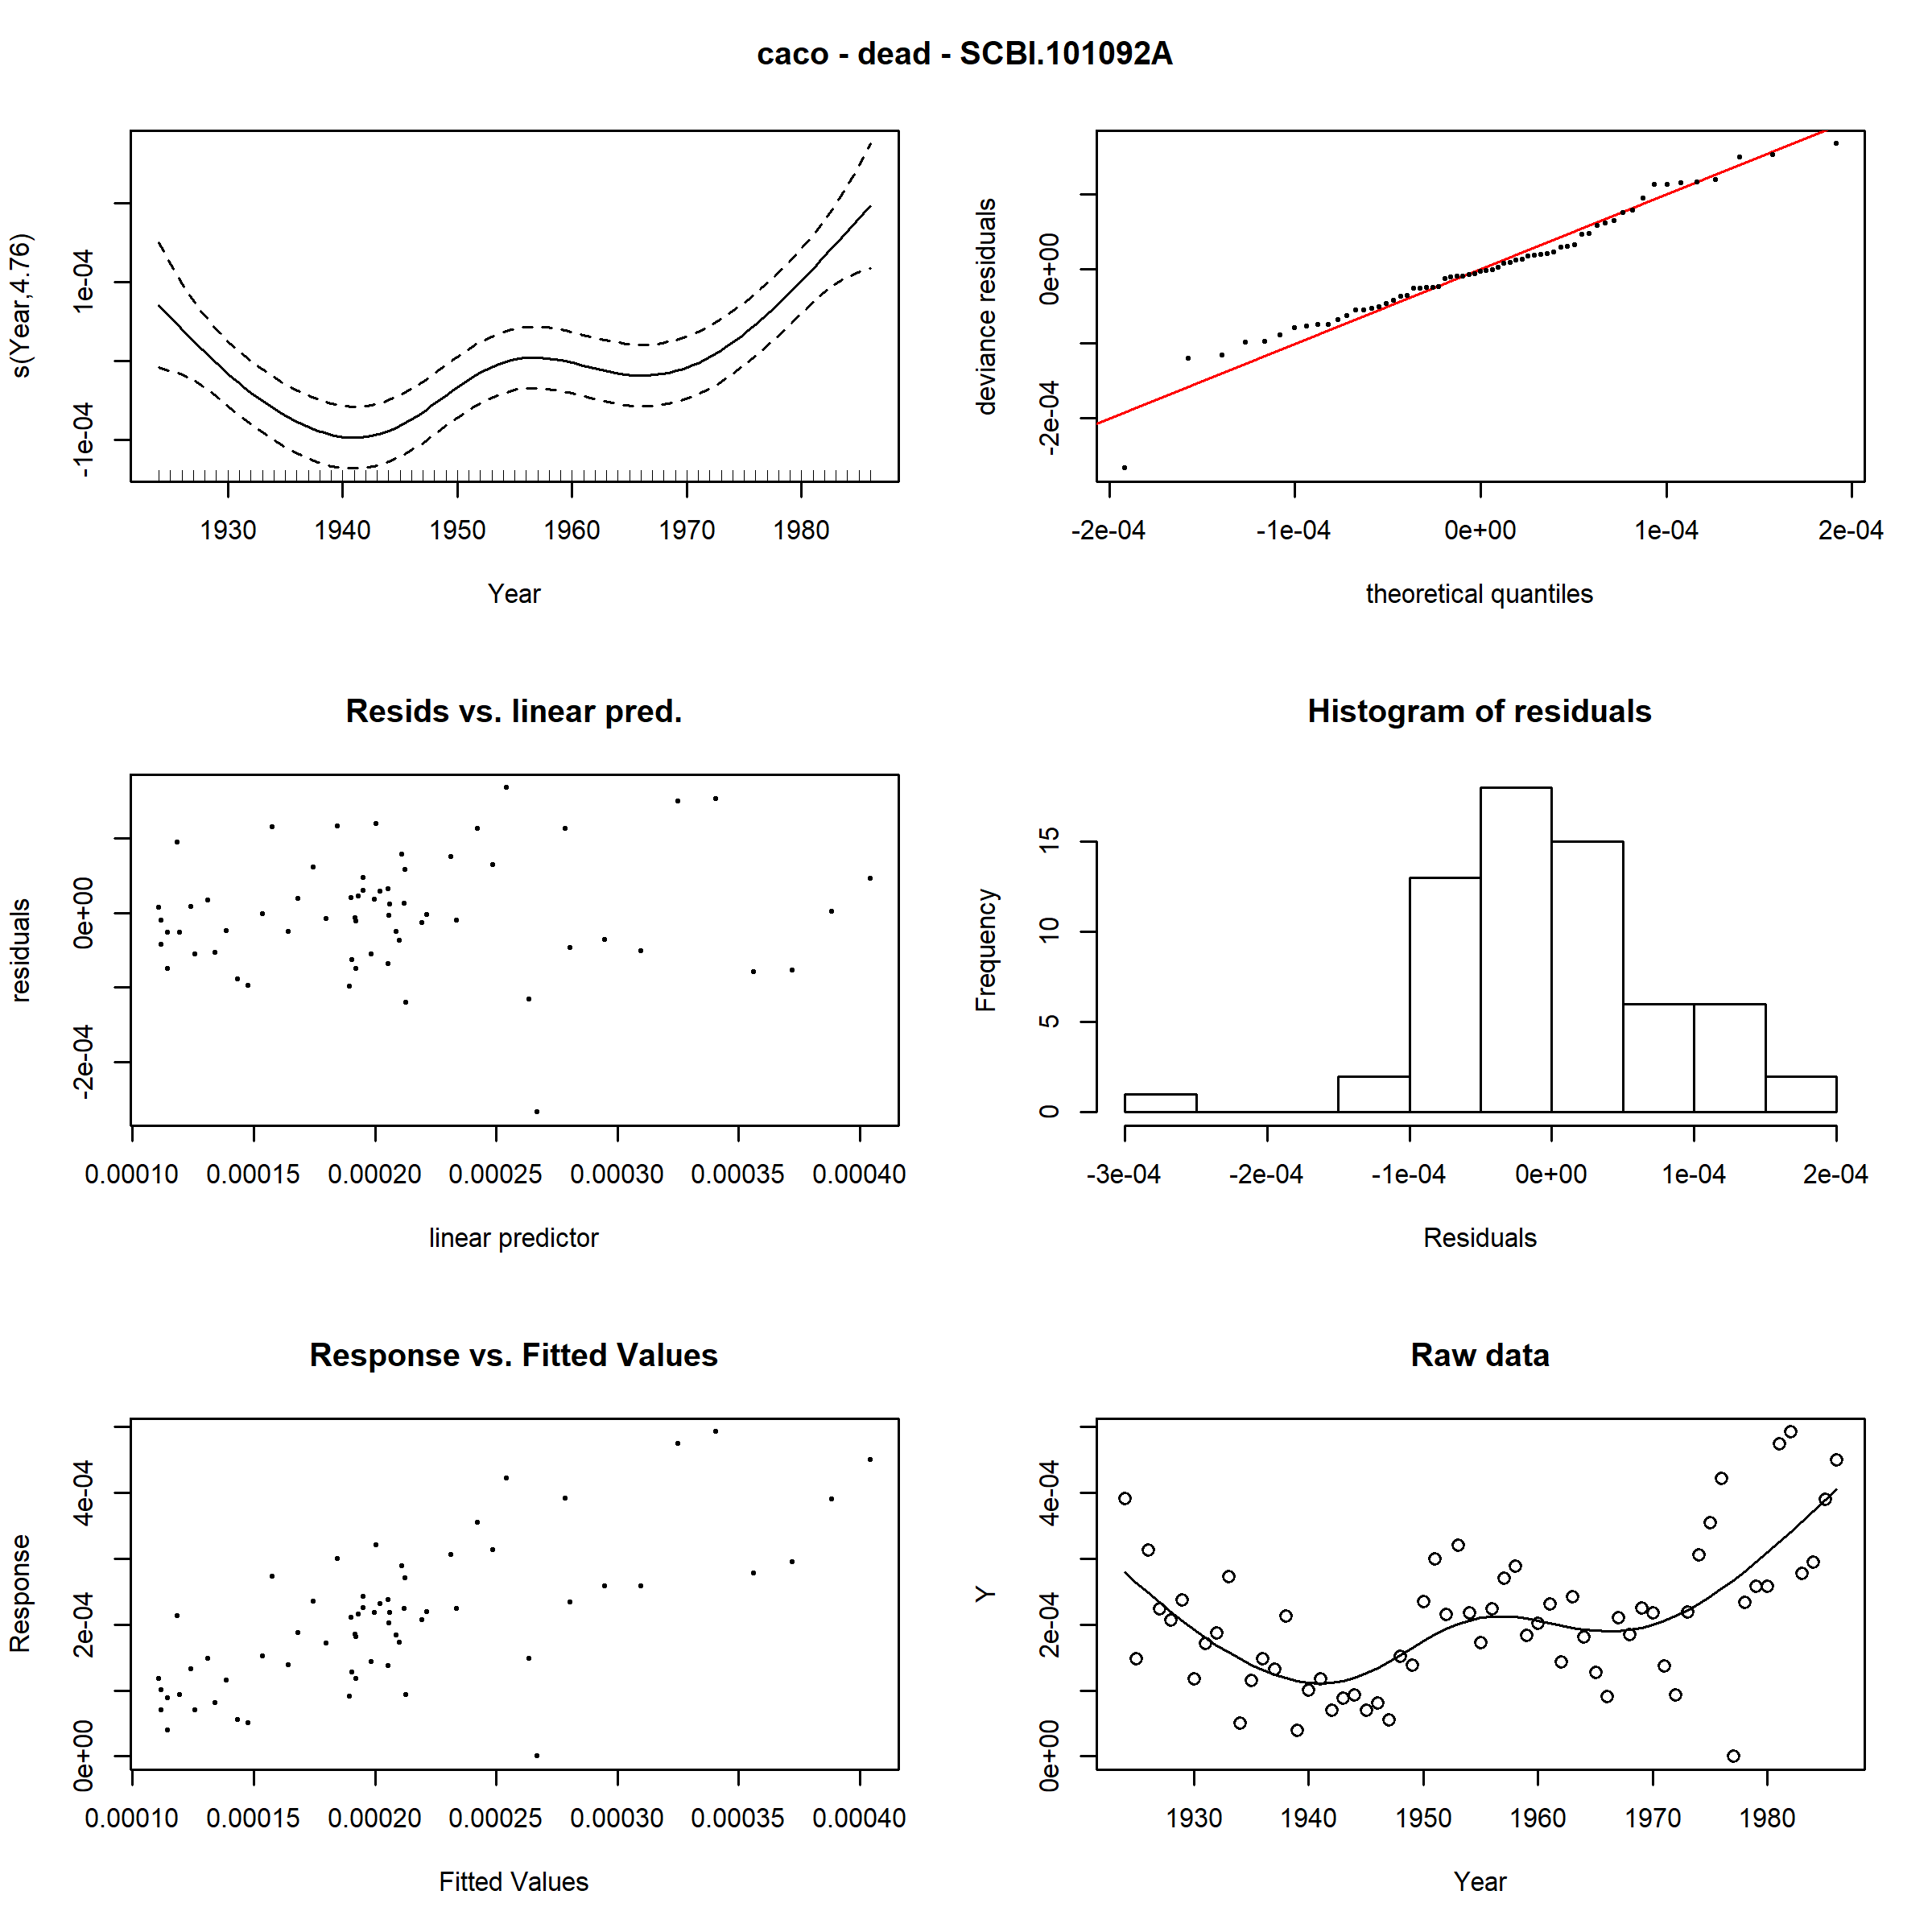 caco - dead - SCBI.101092A
s(Year,4.76)
1e-04
-1e-04
1930 1940 1950 1960 1970 1980
Year
deviance residuals
0e+00
-2e-04
-2e-04 -1e-04 0e+00 1e-04 2e-04
theoretical quantiles
Resids vs. linear pred.
residuals
0e+00
-2e-04
0.00010 0.00015 0.00020 0.00025 0.00030 0.00035 0.00040
linear predictor
Histogram of residuals
Frequency
15
10
5
0
-3e-04 -2e-04 -1e-04 0e+00 1e-04 2e-04
Residuals
Response vs. Fitted Values
Response
4e-04
2e-04
0e+00
0.00010 0.00015 0.00020 0.00025 0.00030 0.00035 0.00040
Fitted Values
Raw data
Y
4e-04
2e-04
0e+00
1930 1940 1950 1960 1970 1980
Year